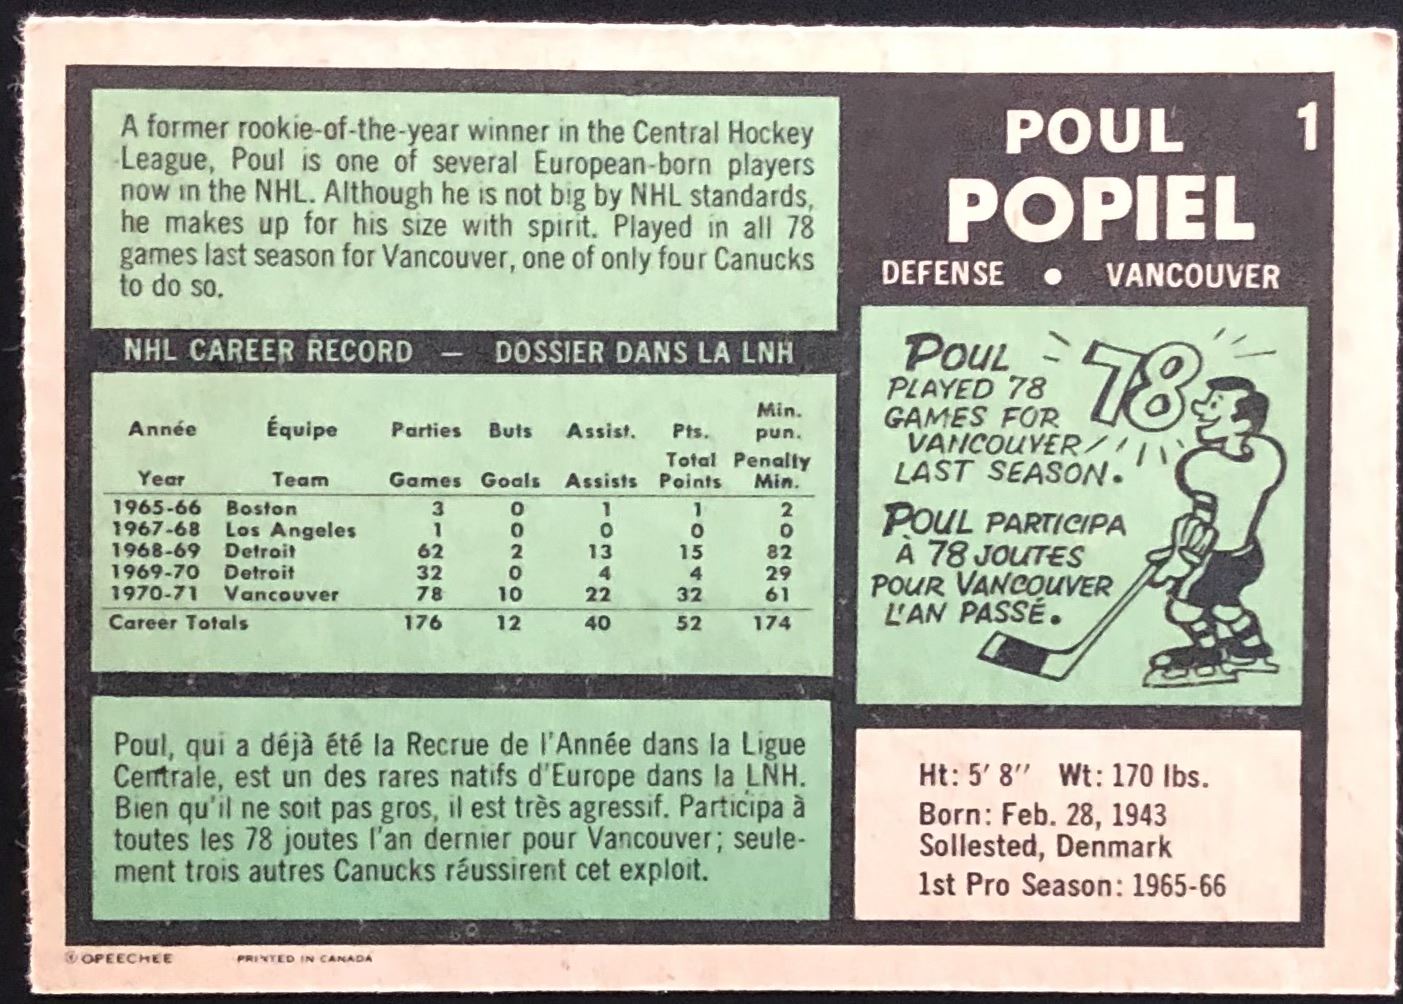 A former rookie-of-the-year winner in the Central Hockey
League, Poul is one of several European-born players
now in the NHL. Although he is not big by NHL standards,
he makes up for his size with spirit. Played in all 78
games last season for Vancouver, one of only four Canucks
to do so.
NHL CAREER RECORD — DOSSIER DANS LA LNH
Année Équipe Parties Buts Assist. Pts. Min. pun.
Year Team Games Goals Assists Total Points Penalty Min.
1965-66 Boston 3 0 1 1 2
1967-68 Los Angeles 1 0 0 0 0
1968-69 Detroit 62 2 13 15 82
1969-70 Detroit 32 0 4 4 29
1970-71 Vancouver 78 10 22 32 61
Career Totals 176 12 40 52 174
Poul, qui a déjà été la Recrue de l'Année dans la Ligue
Centrale, est un des rares natifs d'Europe dans la LNH.
Bien qu'il ne soit pas gros, il est très agressif. Participa à
toutes les 78 joutes l'an dernier pour Vancouver; seule-
ment trois autres Canucks réussirent cet exploit.
1
POUL
POPIEL
DEFENSE • VANCOUVER
POUL
PLAYED 78
GAMES FOR
VANCOUVER
LAST SEASON.
78
POUL PARTICIPA
À 78 JOUTES
POUR VANCOUVER
L'AN PASSÉ.
Ht: 5' 8" Wt: 170 lbs.
Born: Feb. 28, 1943
Sollested, Denmark
1st Pro Season: 1965-66
© OPEECHEE PRINTED IN CANADA